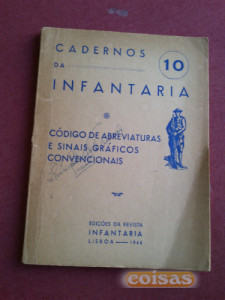 CADERNOS
DA
10
INFANTARIA
CÓDIGO DE ABREVIATURAS
E SINAIS GRÁFICOS
CONVENCIONAIS
EDIÇÕES DA REVISTA
INFANTARIA
LISBOA
coisas